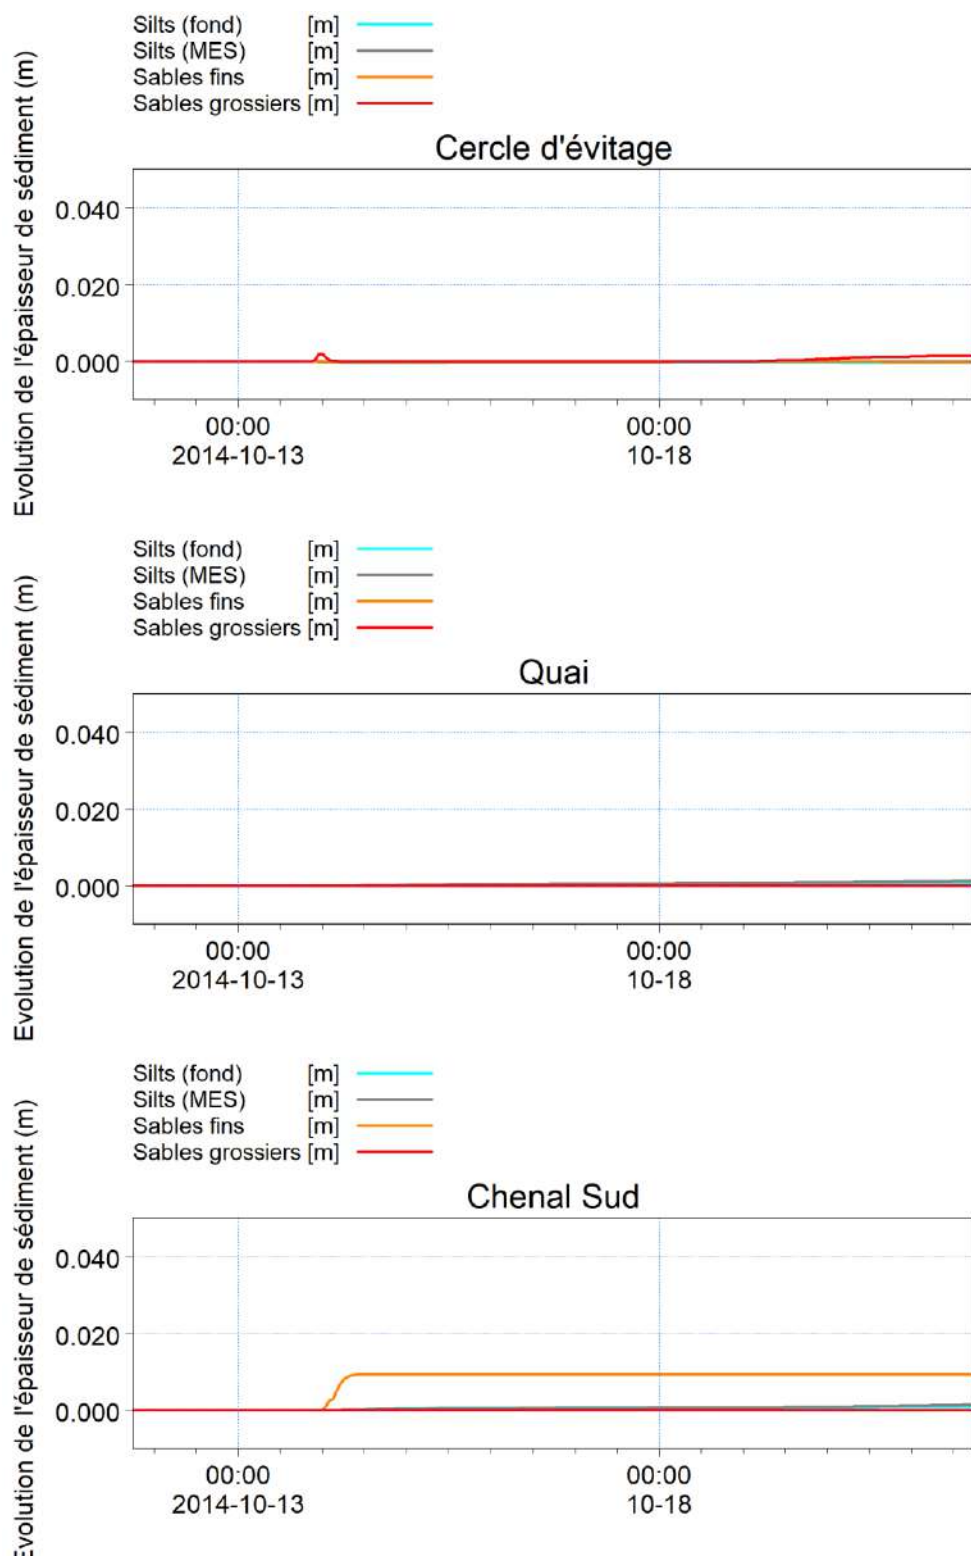 Silts (fond) [m]
Silts (MES) [m]
Sables fins [m]
Sables grossiers [m]
Evolution de l'épaisseur de sédiment (m)
Cercle d'évitage
0.040
0.020
0.000
00:00 00:00
2014-10-13 10-18
Silts (fond) [m]
Silts (MES) [m]
Sables fins [m]
Sables grossiers [m]
Evolution de l'épaisseur de sédiment (m)
Quai
0.040
0.020
0.000
00:00 00:00
2014-10-13 10-18
Silts (fond) [m]
Silts (MES) [m]
Sables fins [m]
Sables grossiers [m]
Evolution de l'épaisseur de sédiment (m)
Chenal Sud
0.040
0.020
0.000
00:00 00:00
2014-10-13 10-18